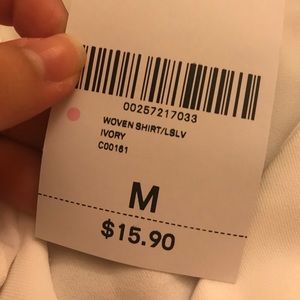 00257217033
WOVEN SHIRT/LSLV
IVORY
C00161
M
$15.90